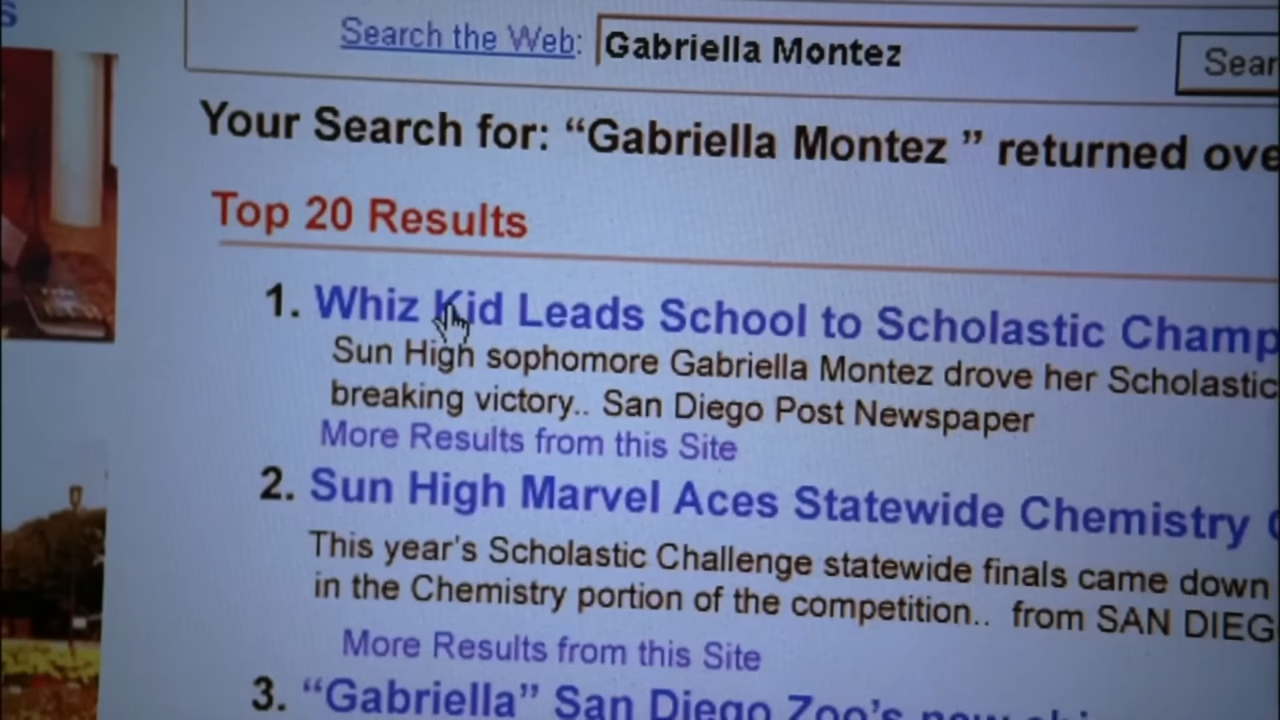 s
Search the Web: Gabriella Montez Sear
Your Search for: “Gabriella Montez ” returned ove
Top 20 Results
1. Whiz Kid Leads School to Scholastic Champ
Sun High sophomore Gabriella Montez drove her Scholastic
breaking victory.. San Diego Post Newspaper
More Results from this Site
2. Sun High Marvel Aces Statewide Chemistry C
This year's Scholastic Challenge statewide finals came down
in the Chemistry portion of the competition.. from SAN DIEG
More Results from this Site
3. “Gabriella” San Diego Zoo’s new